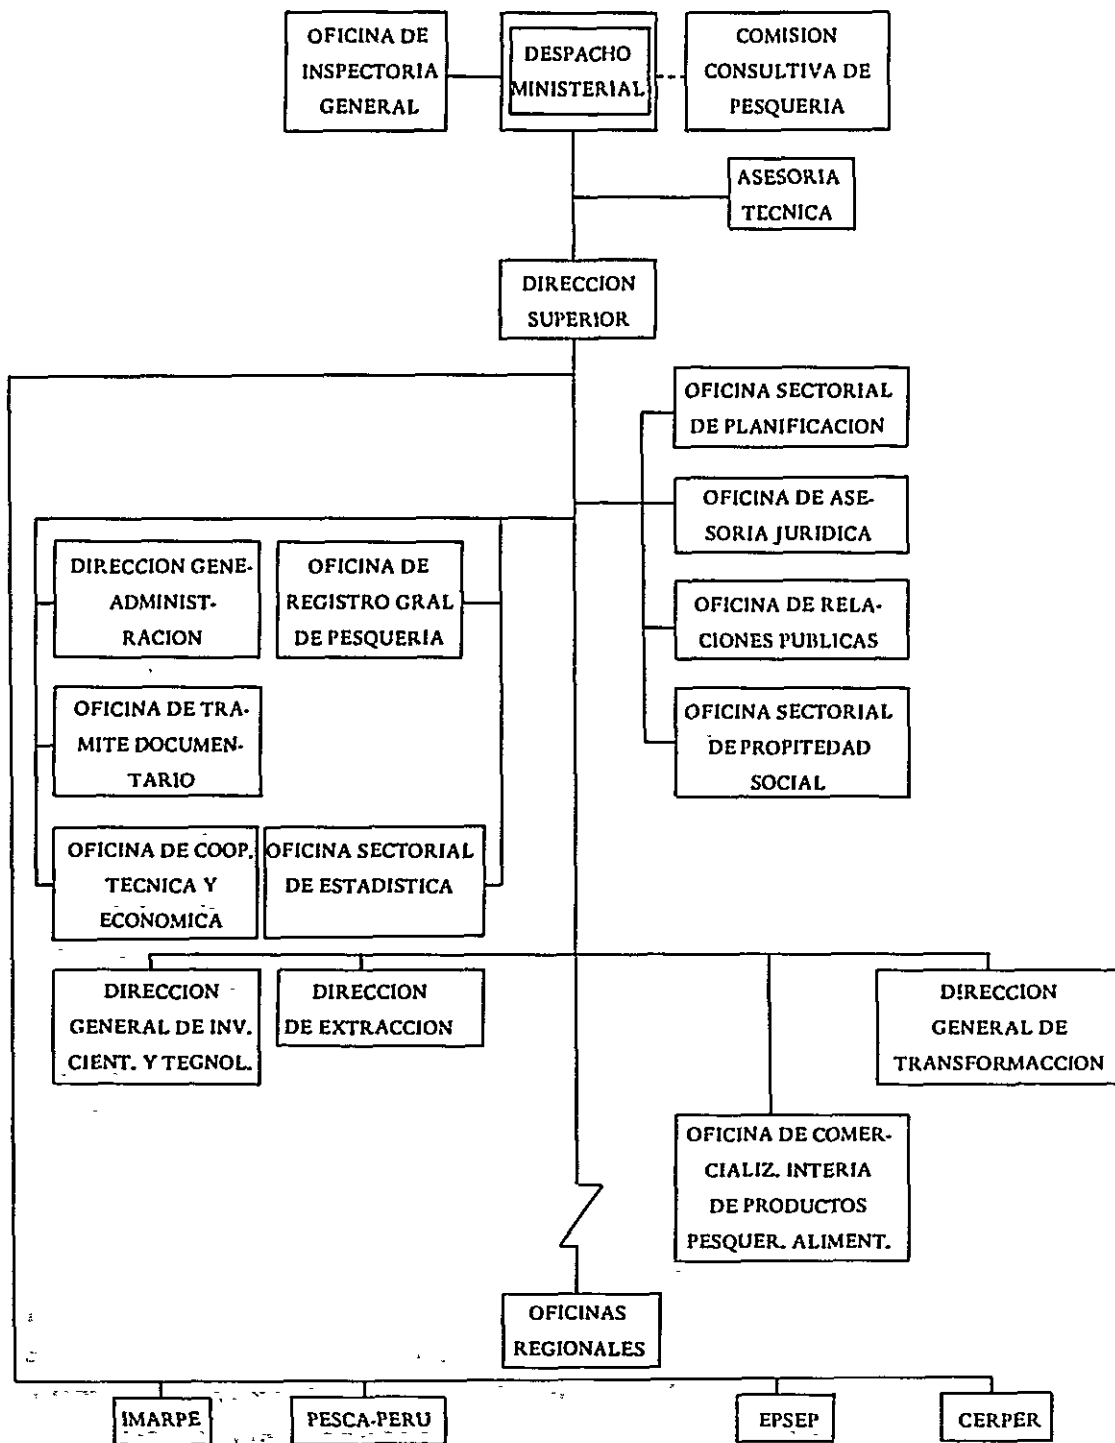 OFICINA DE
INSPECTORIA
GENERAL
DESPACHO
MINISTERIAL
COMISION
CONSULTIVA DE
PESQUERIA
ASESORIA
TECNICA
DIRECCION
SUPERIOR
OFICINA SECTORIAL
DE PLANIFICACION
OFICINA DE ASE-
SORIA JURIDICA
OFICINA DE RELA-
CIONES PUBLICAS
OFICINA SECTORIAL
DE PROPITEDAD
SOCIAL
DIRECCION GENE-
ADMINIST-
RACION
OFICINA DE
REGISTRO GRAL
DE PESQUERIA
OFICINA DE TRA-
MITE DOCUMEN-
TARIO
OFICINA DE COOP.
TECNICA Y
ECONOMICA
OFICINA SECTORIAL
DE ESTADISTICA
DIRECCION
GENERAL DE INV.
CIENT. Y TEGNOL.
DIRECCION
DE EXTRACCION
DIRECCION
GENERAL DE
TRANSFORMACCION
OFICINA DE COMER-
CIALIZ. INTERIA
DE PRODUCTOS
PESQUER. ALIMENT.
OFICINAS
REGIONALES
IMARPE
PESCA-PERU
EPSEP
CERPER